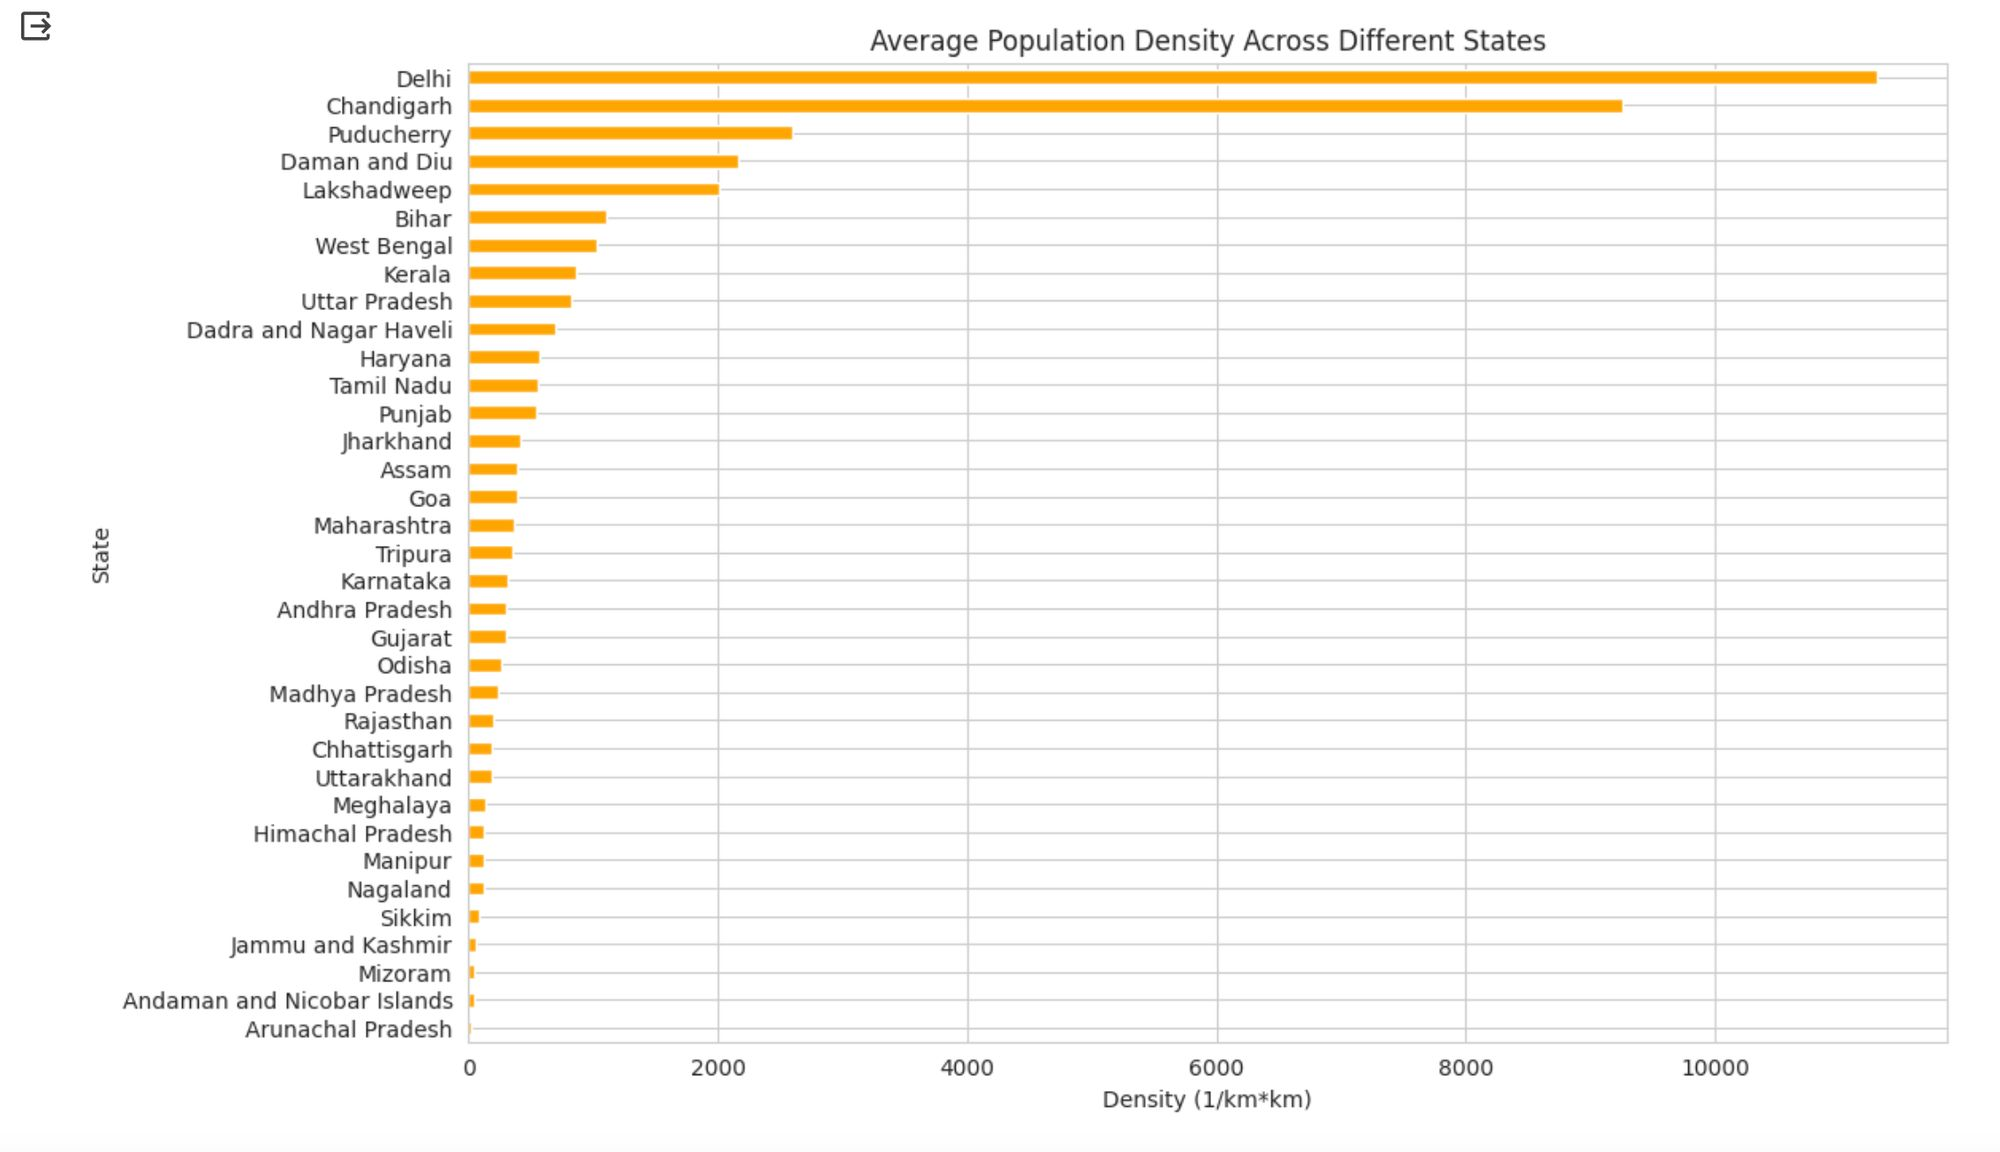 Average Population Density Across Different States
Delhi
Chandigarh
Puducherry
Daman and Diu
Lakshadweep
Bihar
West Bengal
Kerala
Uttar Pradesh
Dadra and Nagar Haveli
Haryana
Tamil Nadu
Punjab
Jharkhand
Assam
Goa
Maharashtra
Tripura
Karnataka
Andhra Pradesh
Gujarat
Odisha
Madhya Pradesh
Rajasthan
Chhattisgarh
Uttarakhand
Meghalaya
Himachal Pradesh
Manipur
Nagaland
Sikkim
Jammu and Kashmir
Mizoram
Andaman and Nicobar Islands
Arunachal Pradesh
State
0 2000 4000 6000 8000 10000
Density (1/km*km)